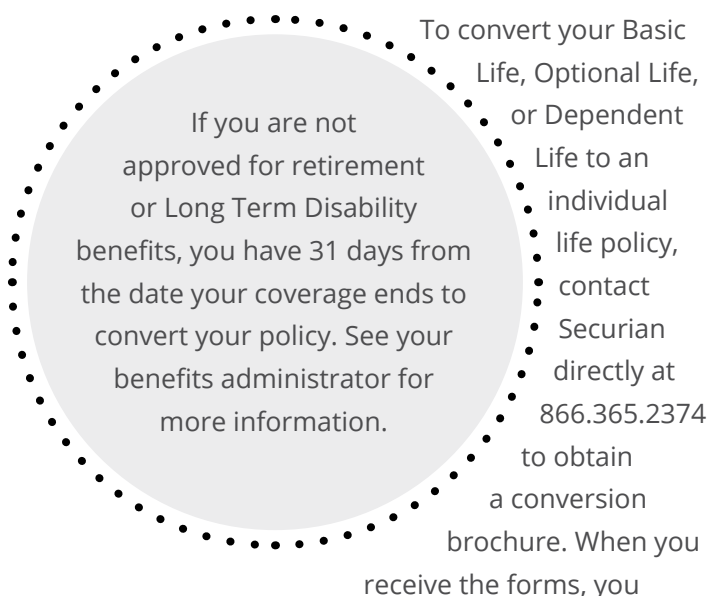 If you are not
approved for retirement
or Long Term Disability
benefits, you have 31 days from
the date your coverage ends to
convert your policy. See your
benefits administrator for
more information.
To convert your Basic
Life, Optional Life,
or Dependent
Life to an
individual
life policy,
contact
Securian
directly at
866.365.2374
to obtain
a conversion
brochure. When you
receive the forms, you